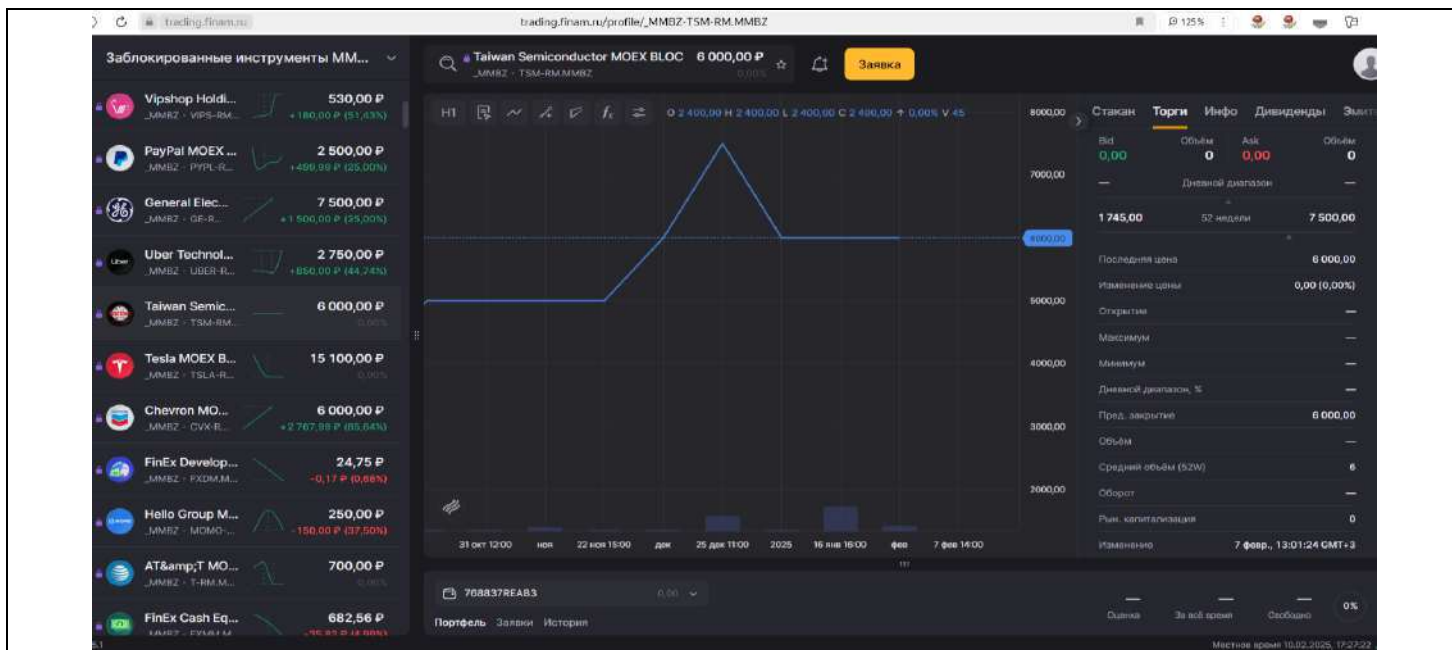 trading.finam.ru
trading.finam.ru/profile/_MMBZ-TSM-RM.MMBZ
125 %
Заблокированные инструменты ММ...
Vipshop Holdi...
530,00 ₽
_MMBZ · VIPS-RM...
+180,00 ₽ (51,43%)
PayPal MOEX ...
2 500,00 ₽
_MMBZ · PYPL-R...
+499,99 ₽ (25,00%)
General Elec...
7 500,00 ₽
_MMBZ · GE-R...
+1 500,00 ₽ (25,00%)
Uber Technol...
2 750,00 ₽
_MMBZ · UBER-R...
+850,00 ₽ (44,74%)
Taiwan Semic...
6 000,00 ₽
_MMBZ · TSM-RM...
0,00%
Tesla MOEX B...
15 100,00 ₽
_MMBZ · TSLA-R...
0,00%
Chevron MO...
6 000,00 ₽
_MMBZ · CVX-R...
+2 767,99 ₽ (85,64%)
FinEx Develop...
24,75 ₽
_MMBZ · FXDM.M...
-0,17 ₽ (0,68%)
Hello Group M...
250,00 ₽
_MMBZ · MOMO-...
-150,00 ₽ (37,50%)
AT&amp;T MO...
700,00 ₽
_MMBZ · T-RM.M...
0,00%
FinEx Cash Eq...
682,56 ₽
Taiwan Semiconductor MOEX BLOC
6 000,00 ₽
_MMBZ · TSM-RM.MMBZ
0,00%
Заявка
H1
O 2 400,00 H 2 400,00 L 2 400,00 C 2 400,00 0,00% V 45
8000,00
7000,00
6000,00
5000,00
4000,00
3000,00
2000,00
31 окт 12:00 ноя 22 ноя 15:00 дек 25 дек 11:00 2025 16 янв 16:00 фев 7 фев 14:00
Стакан Торги Инфо Дивиденды
Bid Объём Ask Объём
0,00 0 0,00 0
— Дневной диапазон —
1 745,00 52 недели 7 500,00
Последняя цена 6 000,00
Изменение цены 0,00 (0,00%)
Открытие —
Максимум —
Минимум —
Дневной диапазон, % —
Пред. закрытие 6 000,00
Объём —
Средний объём (52W) 6
Оборот —
Рын. капитализация 0
Изменение 7 февр., 13:01:24 GMT+3
768837REAB3
0,00
Портфель Заявки История
— — —
Оценка За всё время Свободно
0%
Местное время 10.02.2025, 17:27:22